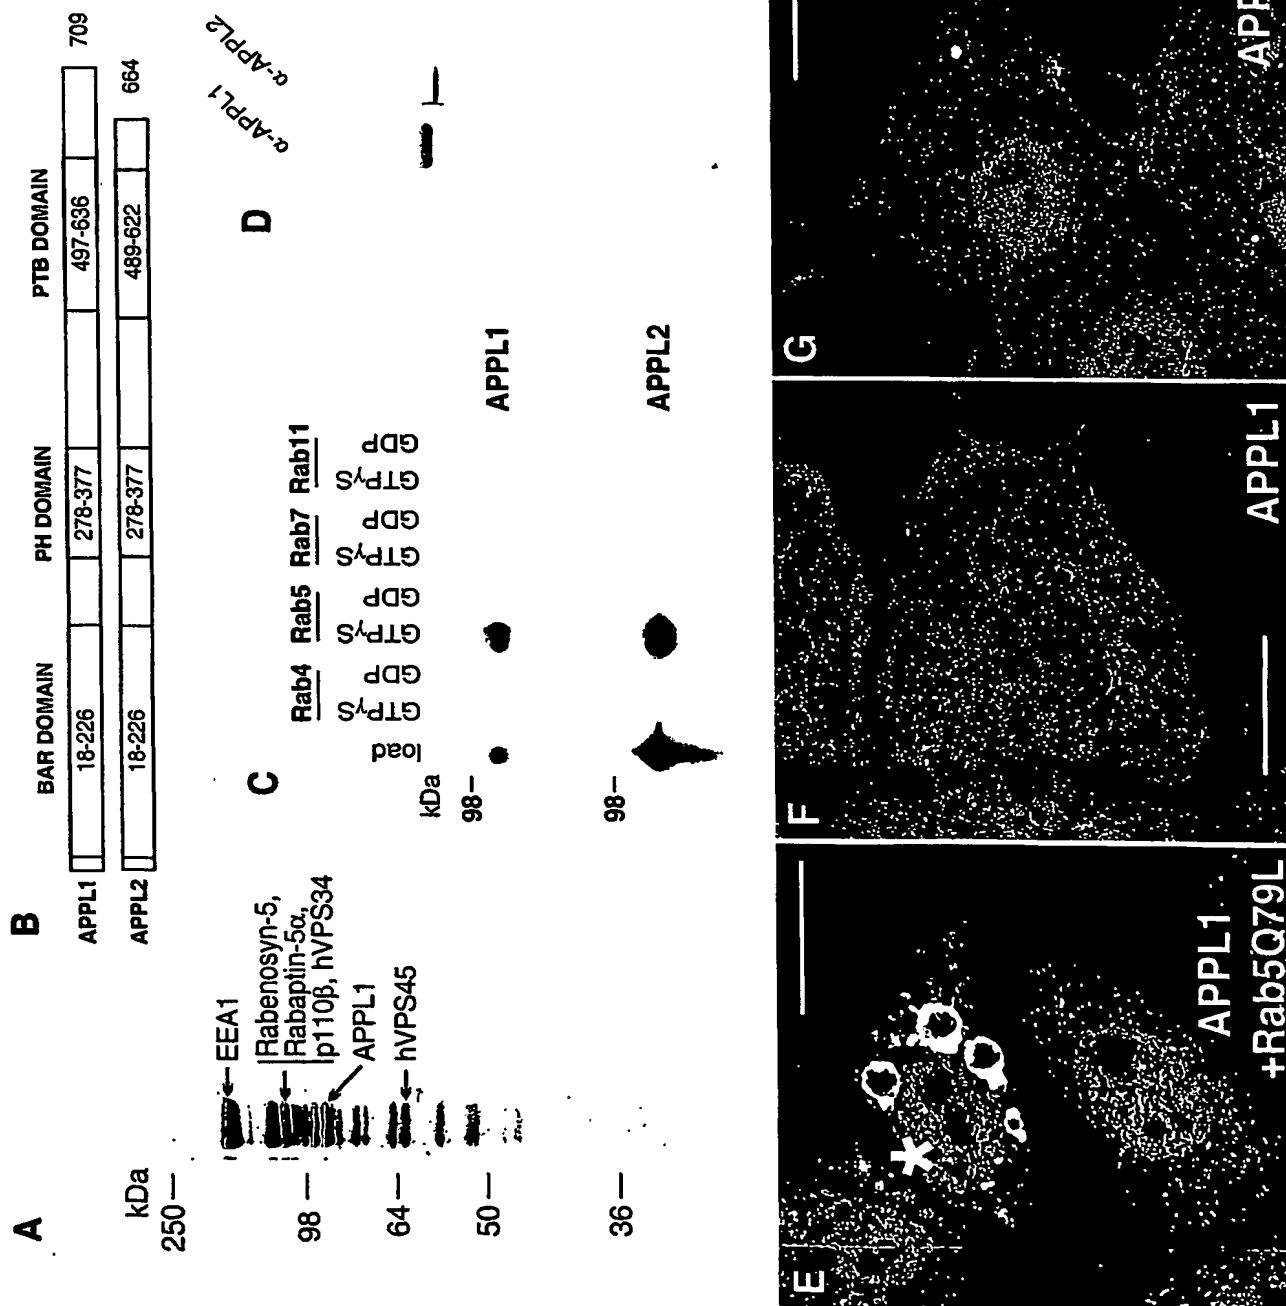 A
kDa
250
98
64
50
36
EEA1
Rabenosyn-5,
Rabaptin-5α,
p110β, hVPS34
APPL1
hVPS45
B
BAR DOMAIN
PH DOMAIN
PTB DOMAIN
APPL1
18-226
278-377
497-636
709
APPL2
18-226
278-377
489-622
664
C
Rab4
Rab5
Rab7
Rab11
load
GTPγS
GDP
GTPγS
GDP
GTPγS
GDP
GTPγS
GDP
kDa
98
APPL1
98
APPL2
D
α-APPL1
α-APPL2
E
APPL1
+Rab5Q79L
F
APPL1
G